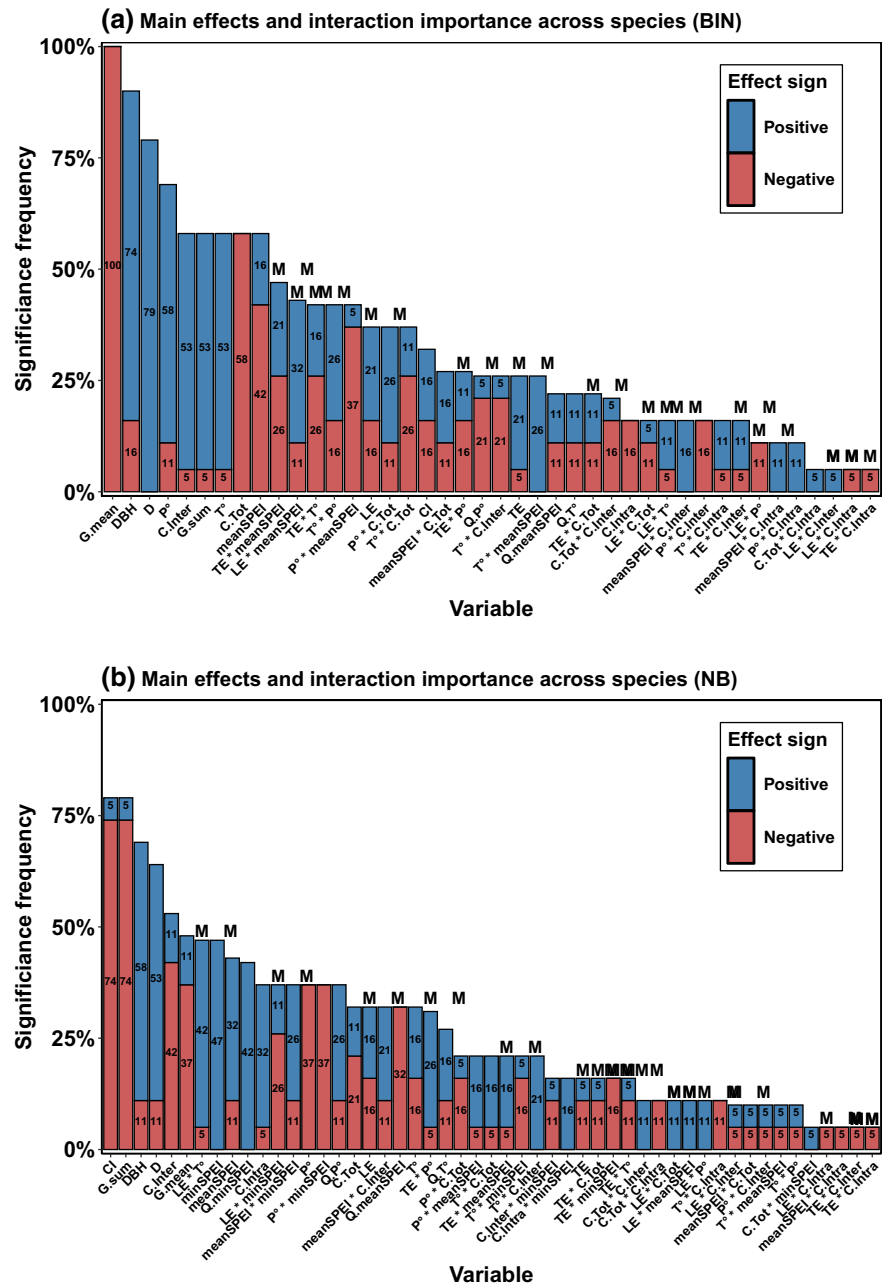 (a) Main effects and interaction importance across species (BIN)
100%
75%
50%
25%
0%
Significiance frequency
Effect sign
Positive
Negative
M M M M M M M M M M M M M M M M M M M M M M M M M M M M
100
74 16
79
58 11
53 5
53 5
53 5
58
16 42
21 26
32 11
16 26
26 16
5 37
21 16
26 11
11 26
16 16
16 11
11 16
5 21
5 21
21 5
26
11 11
11 11
11 11
5 16
16
5 11
11 5
16
16
11 5
11 5
11
11
11
5
5
5
5
G.mean
DBH
D
P°
C.Inter
G.sum
T°
C.Tot
meanSPEI
TE * meanSPEI
LE * meanSPEI
TE * T°
T° * P°
P° * meanSPEI
LE
P° * C.Tot
T° * C.Tot
CI
meanSPEI * C.Tot
TE * P°
Q.P°
T° * C.Inter
TE
T° * meanSPEI
Q.meanSPEI
Q.T°
TE * C.Tot
C.Tot * C.Inter
C.Intra
LE * C.Tot
LE * T°
meanSPEI * C.Inter
P° * C.Inter
T° * C.Intra
TE * C.Inter
LE * P°
meanSPEI * C.Intra
P° * C.Intra
C.Tot * C.Intra
LE * C.Inter
LE * C.Intra
TE * C.Intra
Variable
(b) Main effects and interaction importance across species (NB)
100%
75%
50%
25%
0%
Significiance frequency
Effect sign
Positive
Negative
5 74
5 74
58 11
53 11
11 42
11 37
42 5
47
32 11
42
32 5
11 26
26 11
37
37
26 11
11 21
16 16
21 11
32
16 16
26 5
16 11
5 16
16 5
16 5
16 5
5 16
21
5 11
16
5 11
5 11
16
5 11
11
11
11
11
11
11
5 5
5 5
5 5
5 5
5 5
5
5
5
5
5
CI
G.sum
DBH
D
C.Inter
G.mean
LE * T°
minSPEI
meanSPEI
Q.minSPEI
C.Intra
LE * minSPEI
meanSPEI * minSPEI
P°
P° * minSPEI
Q.P°
C.Tot
LE
meanSPEI * C.Inter
Q.meanSPEI
T°
TE * P°
Q.T°
P° * C.Tot
P° * meanSPEI
T° * C.Tot
TE * meanSPEI
T° * minSPEI
T° * C.Inter
C.Inter * minSPEI
C.Intra * minSPEI
TE
TE * C.Tot
TE * minSPEI
TE * T°
C.Tot * C.Inter
C.Tot * C.Intra
LE * C.Tot
LE * meanSPEI
LE * P°
T° * C.Intra
LE * C.Inter
meanSPEI * C.Tot
P° * C.Inter
T° * meanSPEI
T° * P°
C.Tot * minSPEI
LE * C.Intra
meanSPEI * C.Intra
TE * C.Inter
TE * C.Intra
Variable